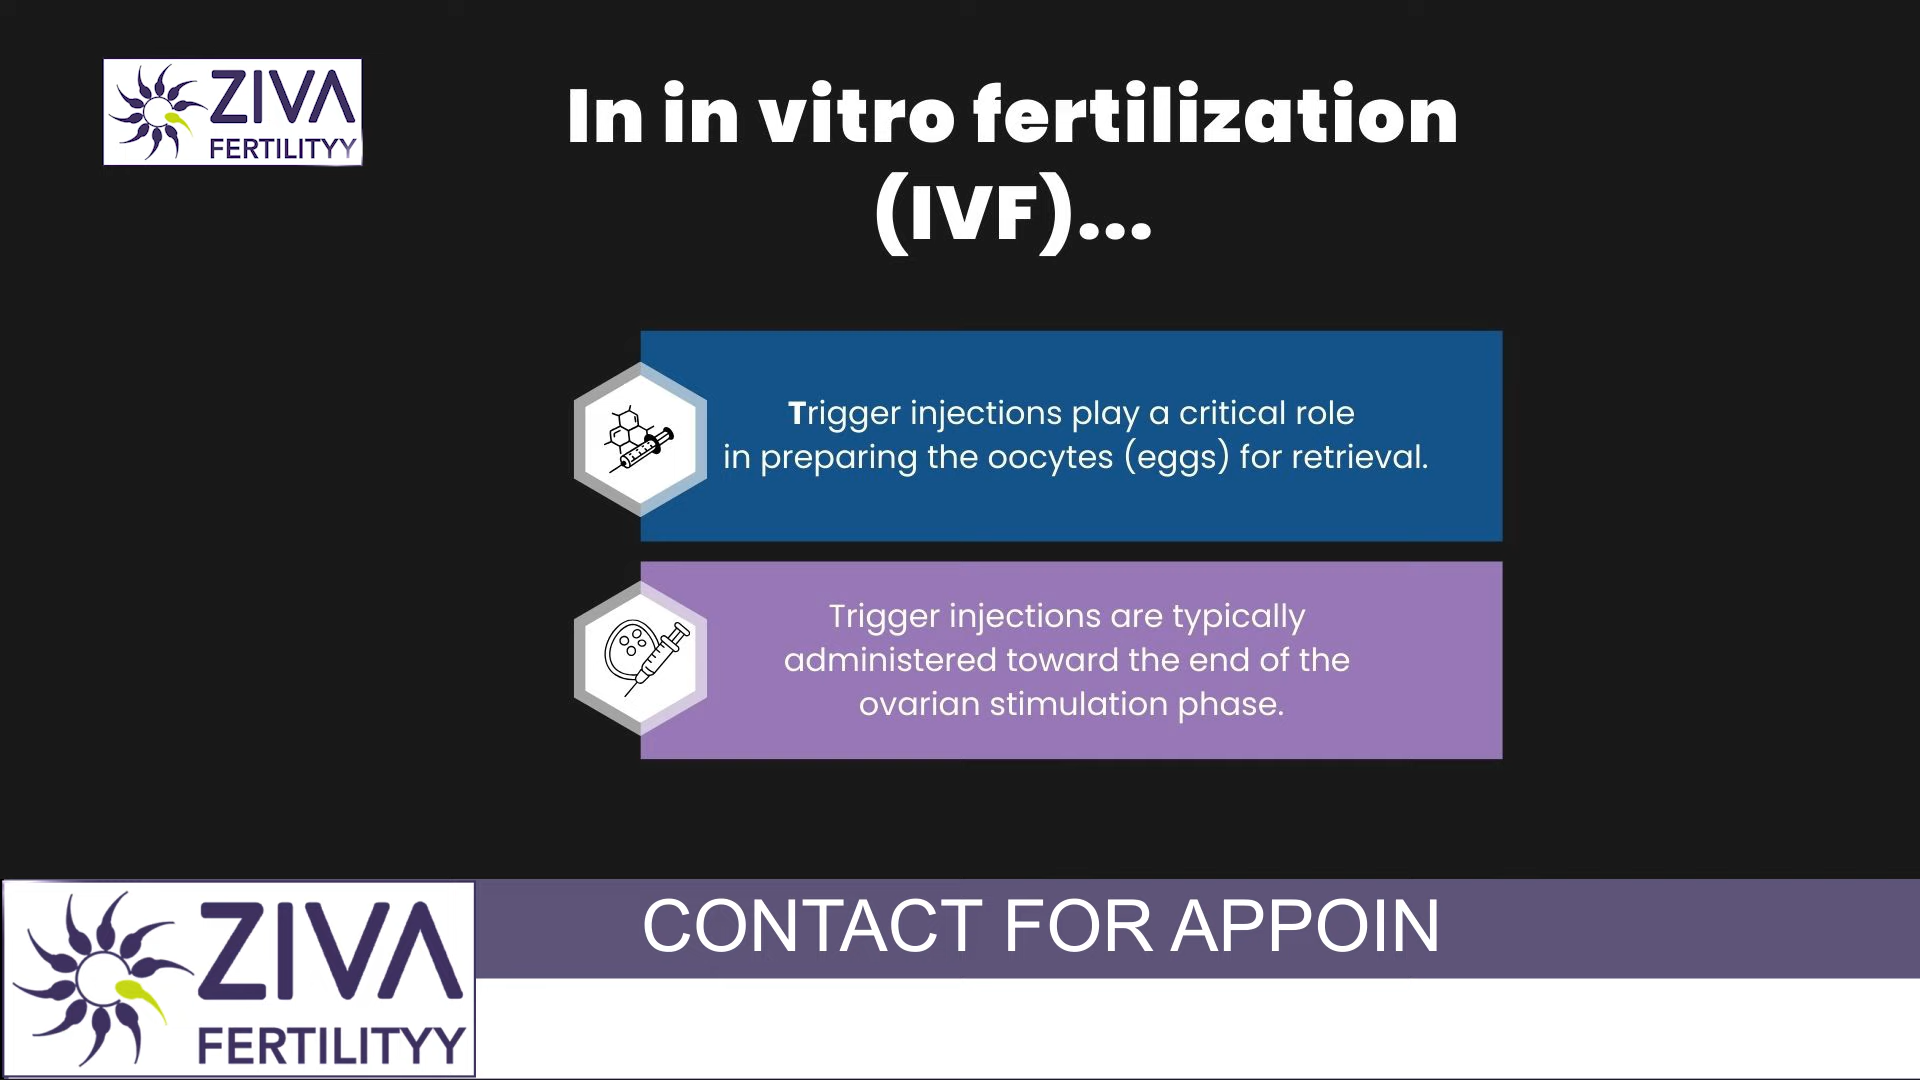 ZIVA
FERTILITYY
In in vitro fertilization
(IVF)...
Trigger injections play a critical role
in preparing the oocytes (eggs) for retrieval.
Trigger injections are typically
administered toward the end of the
ovarian stimulation phase.
ZIVA
FERTILITYY
CONTACT FOR APPOIN